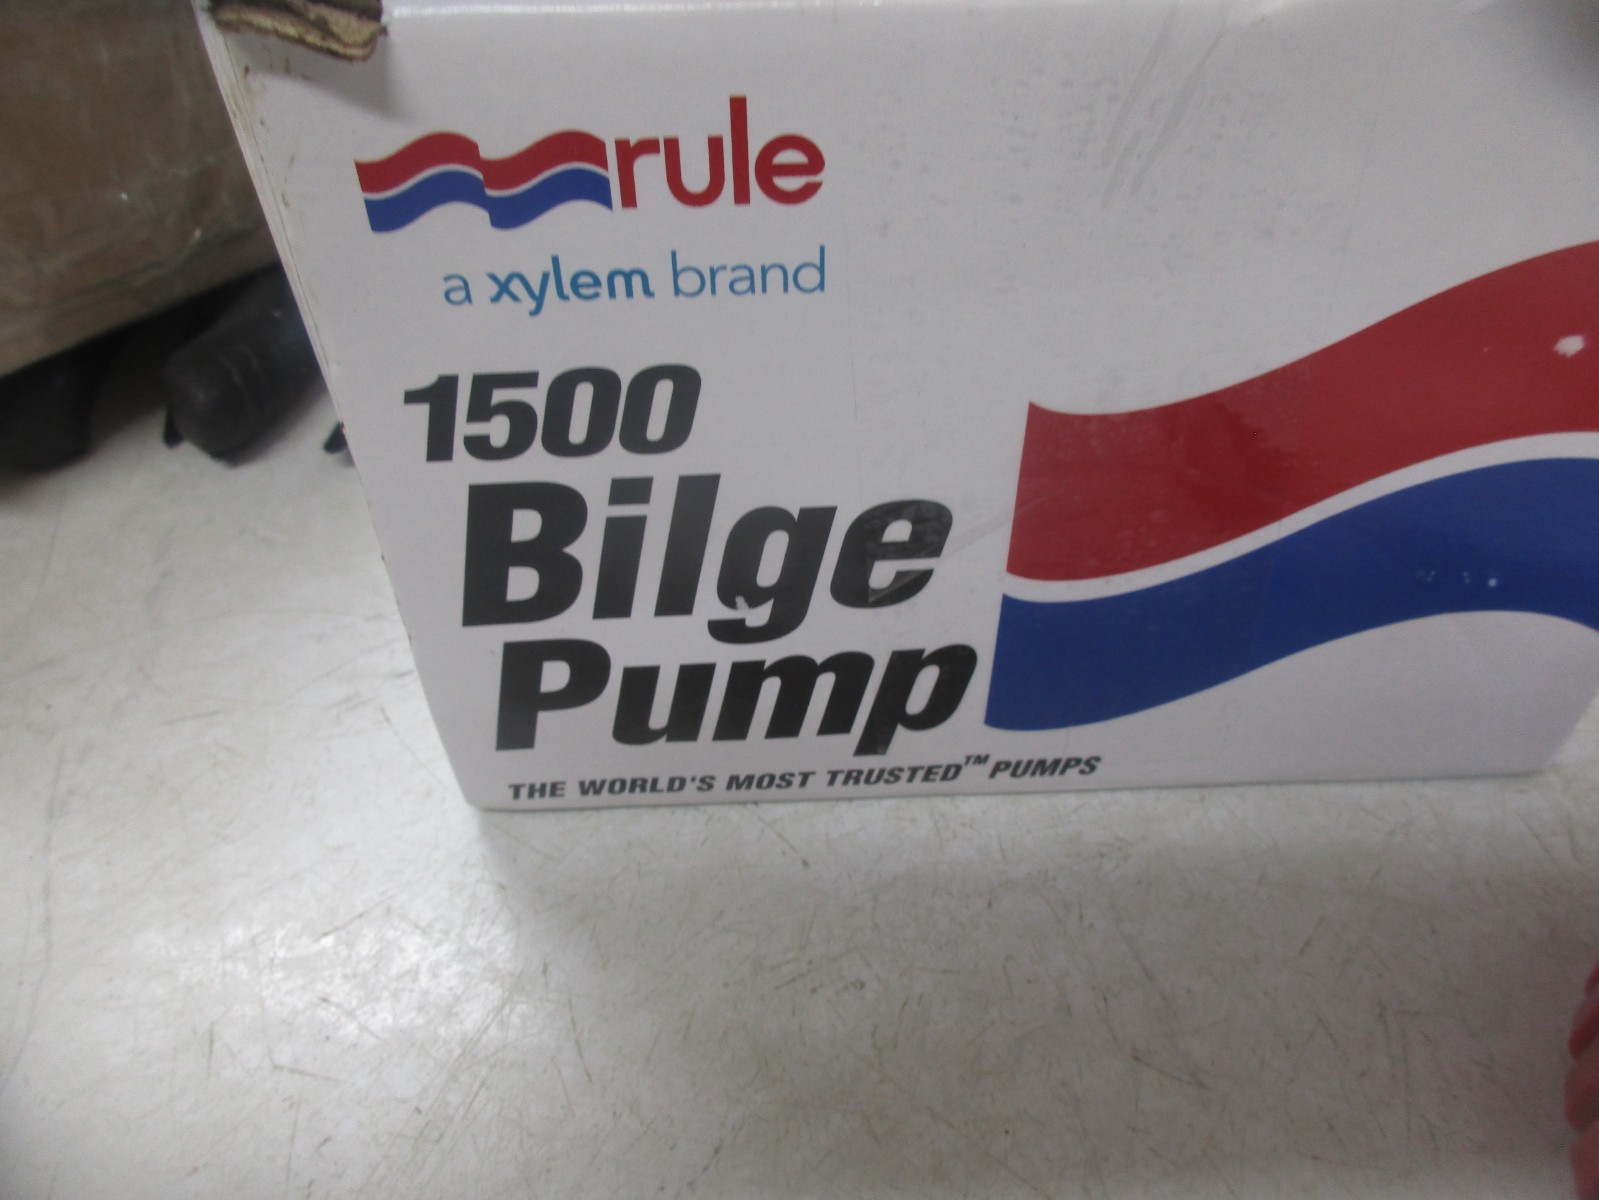 rule
a xylem brand
1500
Bilge
Pump
THE WORLD'S MOST TRUSTED™ PUMPS